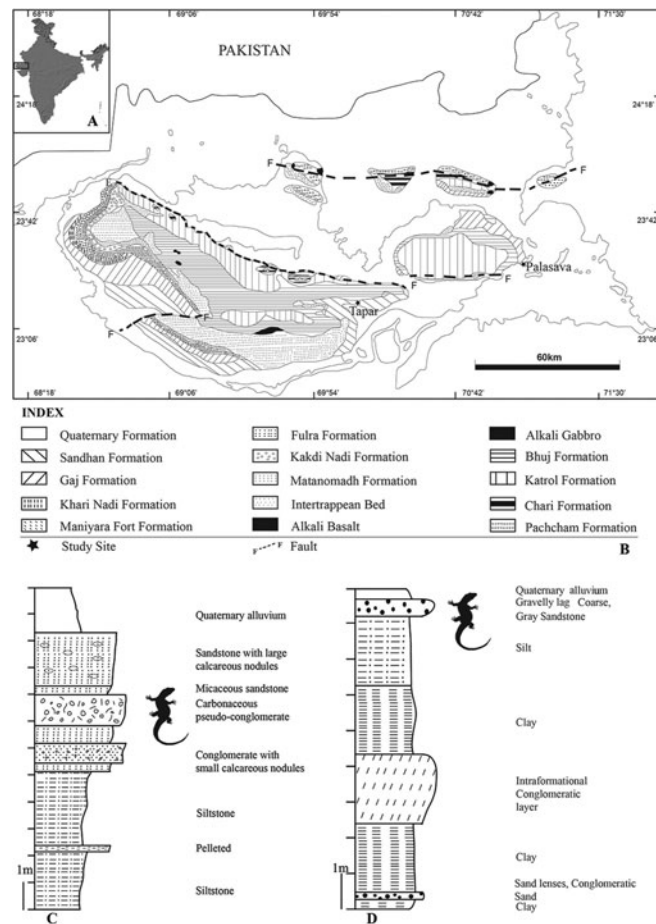 68°18' 69°06' 69°54' 70°42' 71°30'
PAKISTAN
A
24°18' 24°18'
F F
23°42' 23°42'
F F
Palasava
Tapar
F F
23°06' 23°06'
60km
68°18' 69°06' 69°54' 70°42' 71°30'
INDEX
Quaternary Formation
Sandhan Formation
Gaj Formation
Khari Nadi Formation
Maniyara Fort Formation
Study Site
Fulra Formation
Kakdi Nadi Formation
Matanomadh Formation
Intertrappean Bed
Alkali Basalt
F F Fault
Alkali Gabbro
Bhuj Formation
Katrol Formation
Chari Formation
Pachcham Formation
B
Quaternary alluvium
Sandstone with large
calcareous nodules
Micaceous sandstone
Carbonaceous
pseudo-conglomerate
Conglomerate with
small calcareous nodules
Siltstone
Pelleted
Siltstone
1m
C
Quaternary alluvium
Gravelly lag Coarse,
Gray Sandstone
Silt
Clay
Intraformational
Conglomeratic
layer
Clay
Sand lenses, Conglomeratic
Sand
Clay
1m
D